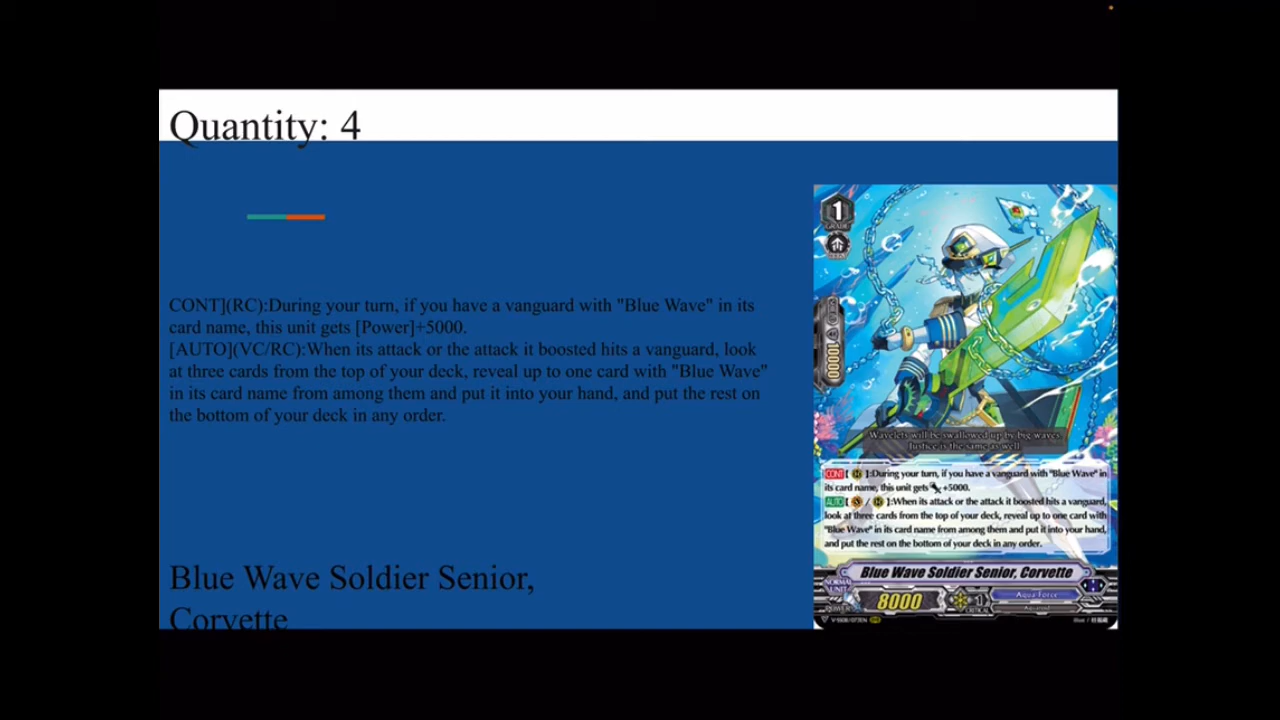 Quantity: 4
CONT](RC):During your turn, if you have a vanguard with "Blue Wave" in its
card name, this unit gets [Power]+5000.
[AUTO](VC/RC):When its attack or the attack it boosted hits a vanguard, look
at three cards from the top of your deck, reveal up to one card with "Blue Wave"
in its card name from among them and put it into your hand, and put the rest on
the bottom of your deck in any order.
Blue Wave Soldier Senior,
Corvette
1
GRADE
10000
Wavelets will be swallowed up by big waves.
Justice is the same as well.
CONT [ ]:During your turn, if you have a vanguard with "Blue Wave" in
its card name, this unit gets +5000.
AUTO [ / ]:When its attack or the attack it boosted hits a vanguard,
look at three cards from the top of your deck, reveal up to one card with
"Blue Wave" in its card name from among them and put it into your hand,
and put the rest on the bottom of your deck in any order.
Blue Wave Soldier Senior, Corvette
NORMAL
UNIT
POWER
8000
1
CRITICAL
Aqua Force
Aquaroid